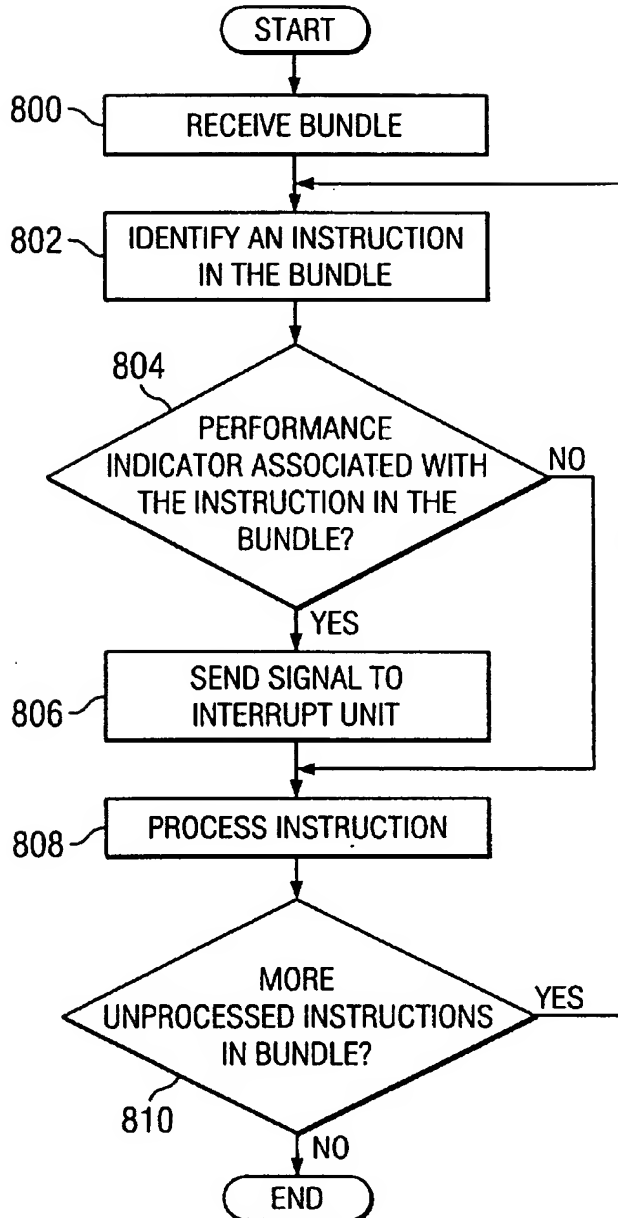 START
800
RECEIVE BUNDLE
802
IDENTIFY AN INSTRUCTION
IN THE BUNDLE
804
PERFORMANCE
INDICATOR ASSOCIATED WITH
THE INSTRUCTION IN THE
BUNDLE?
NO
YES
806
SEND SIGNAL TO
INTERRUPT UNIT
808
PROCESS INSTRUCTION
MORE
UNPROCESSED INSTRUCTIONS
IN BUNDLE?
YES
810
NO
END